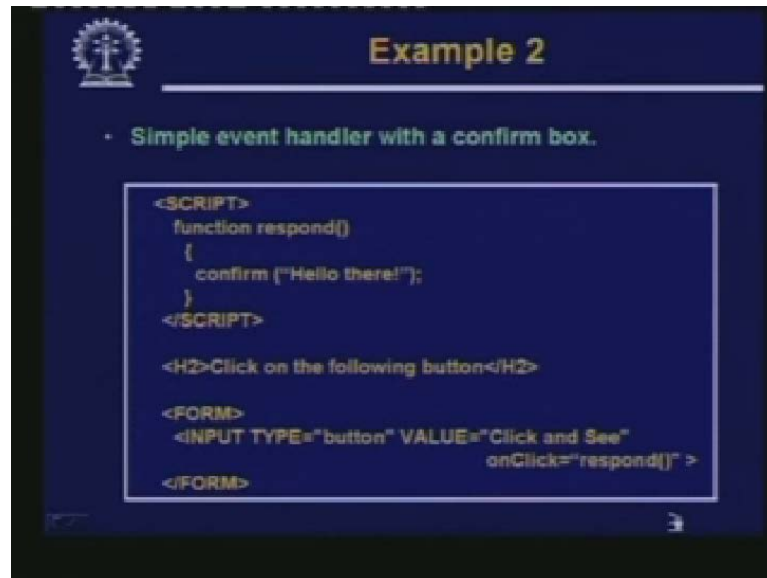 Example 2
• Simple event handler with a confirm box.
<SCRIPT>
function respond()
{
confirm ("Hello there!");
}
</SCRIPT>
<H2>Click on the following button</H2>
<FORM>
<INPUT TYPE="button" VALUE="Click and See"
onClick="respond()" >
</FORM>